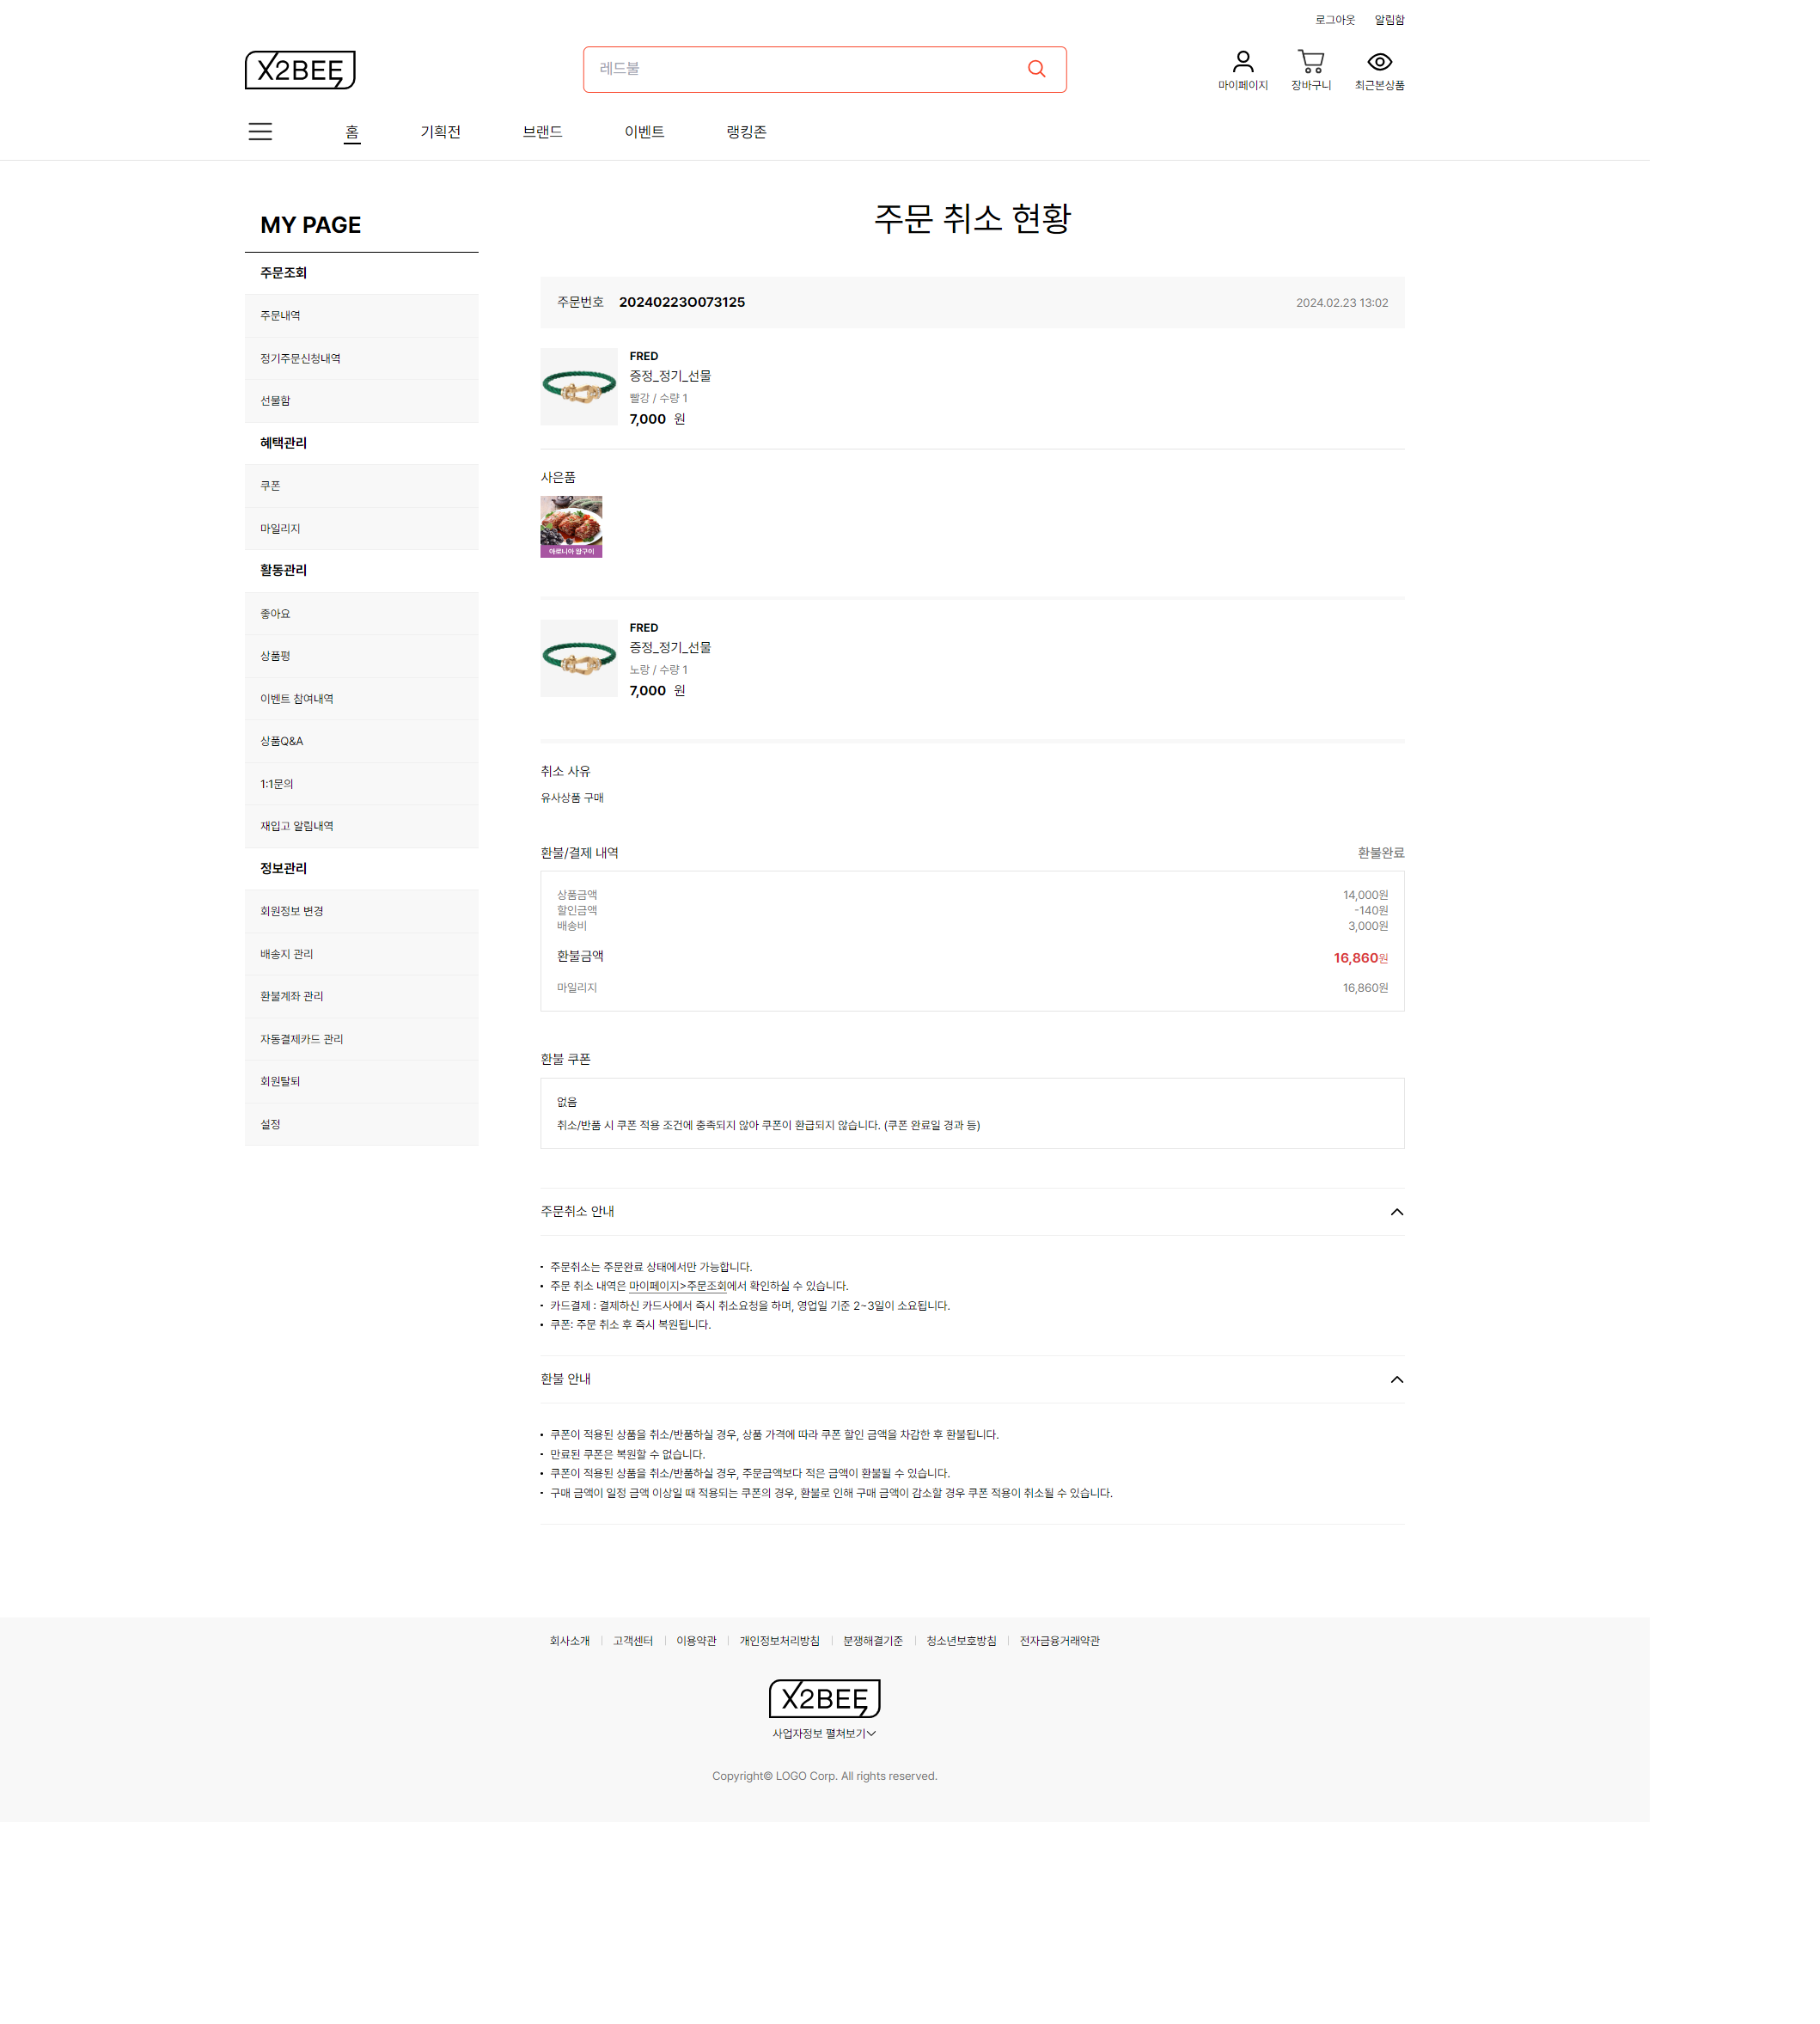 로그아웃 알림함
X2BEE
레드불
마이페이지 장바구니 최근본상품
홈 기획전 브랜드 이벤트 랭킹존
MY PAGE
주문조회
주문내역
정기주문신청내역
선물함
혜택관리
쿠폰
마일리지
활동관리
좋아요
상품평
이벤트 참여내역
상품Q&A
1:1문의
재입고 알림내역
정보관리
회원정보 변경
배송지 관리
환불계좌 관리
자동결제카드 관리
회원탈퇴
설정
주문 취소 현황
주문번호 20240223O073125 2024.02.23 13:02
FRED
증정_정기_선물
빨강 / 수량 1
7,000 원
사은품
아로니아 왕구이
FRED
증정_정기_선물
노랑 / 수량 1
7,000 원
취소 사유
유사상품 구매
환불/결제 내역 환불완료
상품금액 14,000원
할인금액 -140원
배송비 3,000원
환불금액 16,860원
마일리지 16,860원
환불 쿠폰
없음
취소/반품 시 쿠폰 적용 조건에 충족되지 않아 쿠폰이 환급되지 않습니다. (쿠폰 완료일 경과 등)
주문취소 안내
주문취소는 주문완료 상태에서만 가능합니다.
주문 취소 내역은 마이페이지>주문조회에서 확인하실 수 있습니다.
카드결제 : 결제하신 카드사에서 즉시 취소요청을 하며, 영업일 기준 2~3일이 소요됩니다.
쿠폰: 주문 취소 후 즉시 복원됩니다.
환불 안내
쿠폰이 적용된 상품을 취소/반품하실 경우, 상품 가격에 따라 쿠폰 할인 금액을 차감한 후 환불됩니다.
만료된 쿠폰은 복원할 수 없습니다.
쿠폰이 적용된 상품을 취소/반품하실 경우, 주문금액보다 적은 금액이 환불될 수 있습니다.
구매 금액이 일정 금액 이상일 때 적용되는 쿠폰의 경우, 환불로 인해 구매 금액이 감소할 경우 쿠폰 적용이 취소될 수 있습니다.
회사소개 고객센터 이용약관 개인정보처리방침 분쟁해결기준 청소년보호방침 전자금융거래약관
X2BEE
사업자정보 펼쳐보기
Copyright© LOGO Corp. All rights reserved.